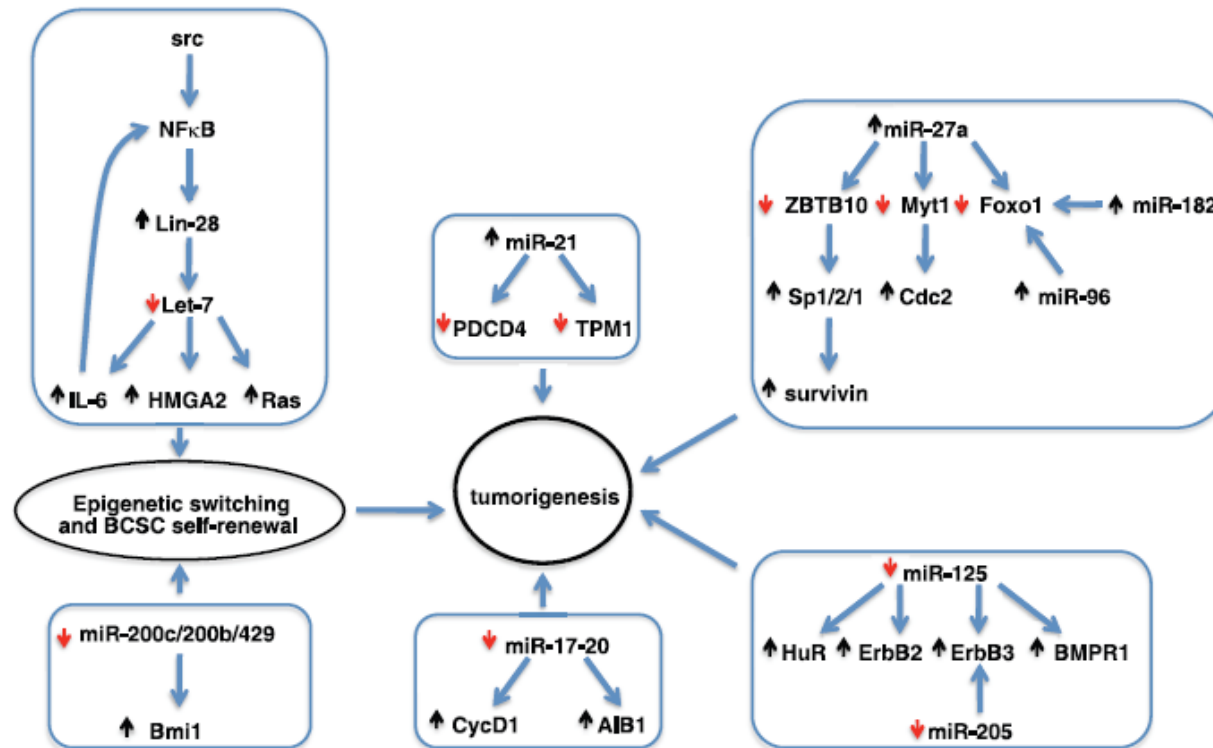 src
NFκB
Lin-28
Let-7
IL-6 HMGA2 Ras
Epigenetic switching
and BCSC self-renewal
miR-200c/200b/429
Bmi1
miR-21
PDCD4 TPM1
tumorigenesis
miR-17-20
CycD1 AIB1
miR-27a
ZBTB10 Myt1 Foxo1 miR-182
Sp1/2/1 Cdc2 miR-96
survivin
miR-125
HuR ErbB2 ErbB3 BMPR1
miR-205